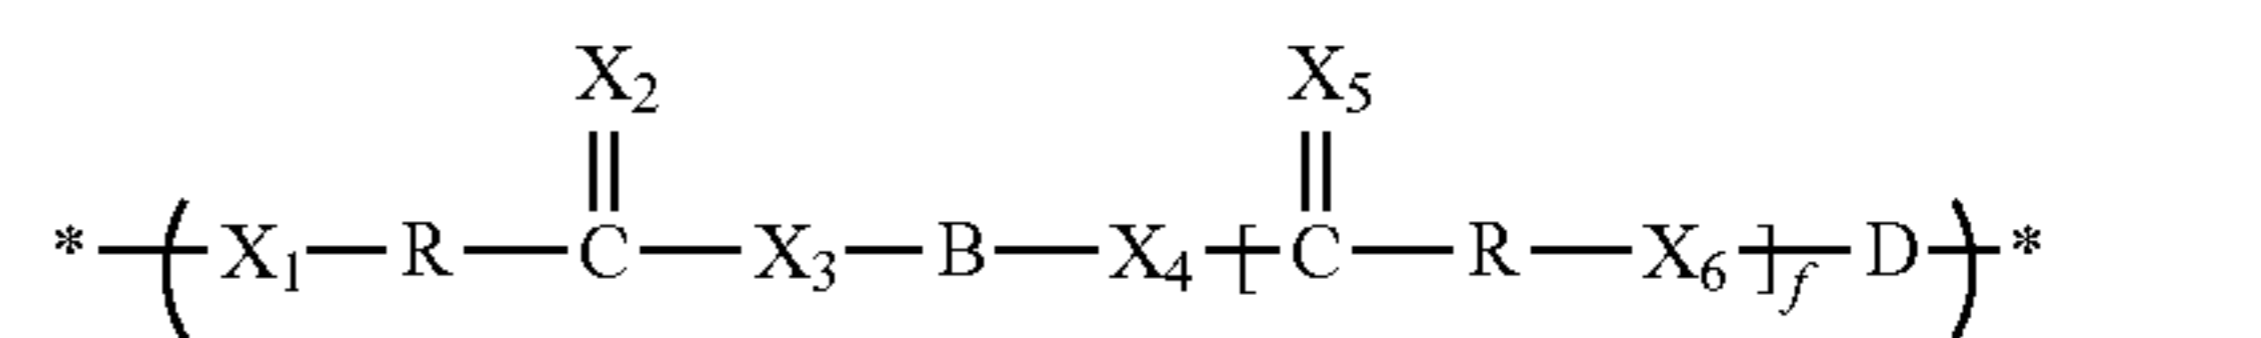 X₂ X₅
*—(X₁—R—C—X₃—B—X₄—[C—R—X₆—]f—D—)*